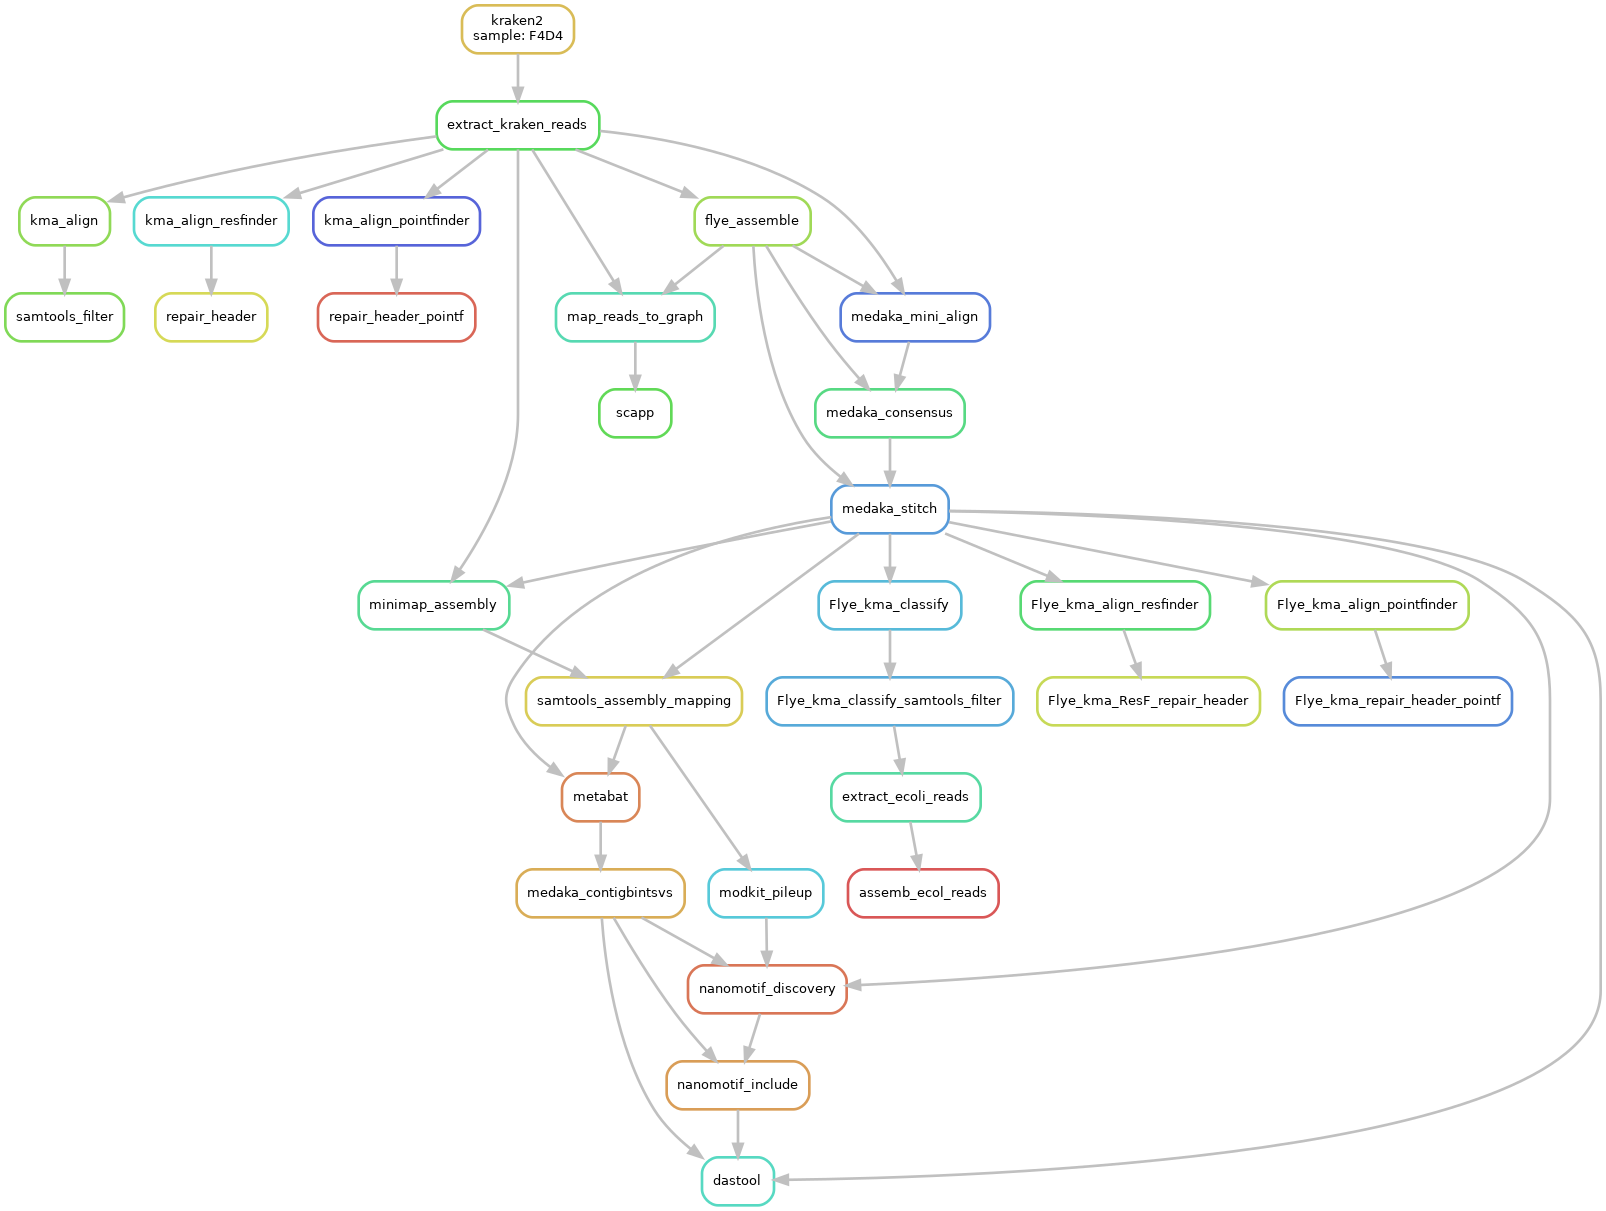 kraken2
sample: F4D4
extract_kraken_reads
kma_align
kma_align_resfinder
kma_align_pointfinder
flye_assemble
samtools_filter
repair_header
repair_header_pointf
map_reads_to_graph
medaka_mini_align
scapp
medaka_consensus
medaka_stitch
minimap_assembly
Flye_kma_classify
Flye_kma_align_resfinder
Flye_kma_align_pointfinder
samtools_assembly_mapping
Flye_kma_classify_samtools_filter
Flye_kma_ResF_repair_header
Flye_kma_repair_header_pointf
metabat
extract_ecoli_reads
medaka_contigbintsvs
modkit_pileup
assemb_ecol_reads
nanomotif_discovery
nanomotif_include
dastool